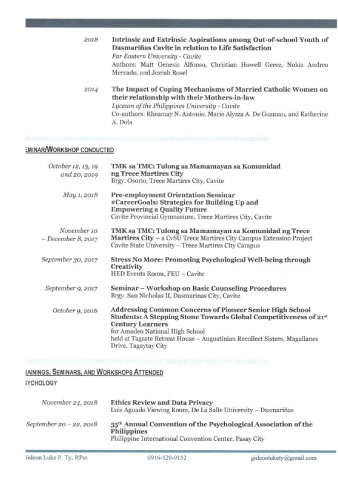 2018 Intrinsic and Extrinsic Aspirations among Out-of-school Youth of
Dasmariñas Cavite in relation to Life Satisfaction
Far Eastern University - Cavite
Authors: Matt Genesis Alfonso, Christian Howell Gerez, Nokia Andrea
Mercado, and Jezrah Rosel
2014 The Impact of Coping Mechanisms of Married Catholic Women on
their relationship with their Mothers-in-law
Lyceum of the Philippines University - Cavite
Co-authors: Rheamay N. Antonio, Marie Alyzza A. De Guzman, and Katherine
A. Dola
EMINAR/WORKSHOP CONDUCTED
October 12, 13, 19 TMK sa TMC: Tulong sa Mamamayan sa Komunidad
and 20, 2019 ng Trece Martires City
Brgy. Osorio, Trece Martires City, Cavite
May 1, 2018 Pre-employment Orientation Seminar
#CareerGoals: Strategies for Building Up and
Empowering a Quality Future
Cavite Provincial Gymnasium, Trece Martires City, Cavite
November 10 TMK sa TMC: Tulong sa Mamamayan sa Komunidad ng Trece
– December 8, 2017 Martires City – a CvSU Trece Martires City Campus Extension Project
Cavite State University – Trece Martires City Campus
September 30, 2017 Stress No More: Promoting Psychological Well-being through
Creativity
HED Events Room, FEU – Cavite
September 9, 2017 Seminar – Workshop on Basic Counseling Procedures
Brgy. San Nicholas II, Dasmarinas City, Cavite
October 9, 2016 Addressing Common Concerns of Pioneer Senior High School
Students: A Stepping Stone Towards Global Competitiveness of 21st
Century Learners
for Amadeo National High School
held at Tagaste Retreat House – Augustinian Recollect Sisters, Magallanes
Drive, Tagaytay City
AININGS, SEMINARS, AND WORKSHOPS ATTENDED
SYCHOLOGY
November 24, 2018 Ethics Review and Data Privacy
Luis Aguado Viewing Room, De La Salle University – Dasmariñas
September 20 – 22, 2018 55th Annual Convention of the Psychological Association of the
Philippines
Philippine International Convention Center, Pasay City
Gideon Luke P. Ty, RPm 0916-520-9152 gideonlukety@gmail.com